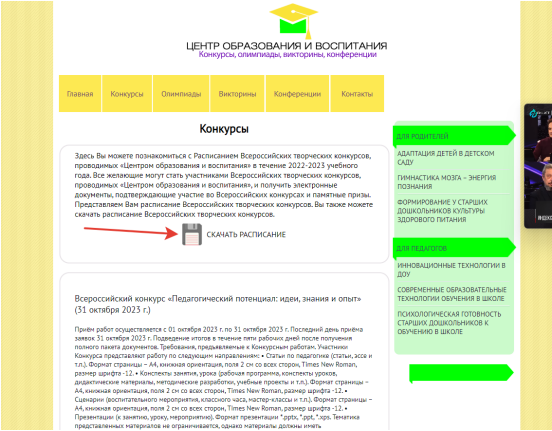 ЦЕНТР ОБРАЗОВАНИЯ И ВОСПИТАНИЯ
Конкурсы, олимпиады, викторины, конференции
Главная Конкурсы Олимпиады Викторины Конференции Контакты
Конкурсы
Здесь Вы можете познакомиться с Расписанием Всероссийских творческих конкурсов,
проводимых «Центром образования и воспитания» в течение 2022-2023 учебного
года. Все желающие могут стать участниками Всероссийских творческих конкурсов,
проводимых «Центром образования и воспитания», и получить электронные
документы, подтверждающие участие во Всероссийских конкурсах и памятные призы.
Представляем Вам расписание Всероссийских творческих конкурсов. Вы также можете
скачать расписание Всероссийских творческих конкурсов.
СКАЧАТЬ РАСПИСАНИЕ
Всероссийский конкурс «Педагогический потенциал: идеи, знания и опыт»
(31 октября 2023 г.)
Приём работ осуществляется с 01 октября 2023 г. по 31 октября 2023 г. Последний день приёма
заявок 31 октября 2023 г. Подведение итогов в течение пяти рабочих дней после получения
полного пакета документов. Требования, предъявляемые к Конкурсным работам. Участники
Конкурса представляют работу по следующим направлениям: • Статьи по педагогике (статьи, эссе и
т.п.). Формат страницы – А4, книжная ориентация, поля 2 см со всех сторон, Times New Roman,
размер шрифта -12. • Конспекты занятия, урока (рабочая программа, конспекты уроков,
дидактические материалы, методические разработки, учебные проекты и т.п.). Формат страницы –
А4, книжная ориентация, поля 2 см со всех сторон, Times New Roman, размер шрифта -12. •
Сценарии (воспитательного мероприятия, классного часа, мастер-классы и т.п.). Формат страницы –
А4, книжная ориентация, поля 2 см со всех сторон, Times New Roman, размер шрифта -12. •
Презентации (к занятию, уроку, мероприятию). Формат презентации *.pptx, *.ppt, *.xps. Тематика
представленных материалов не ограничивается, однако материалы должны иметь
ДЛЯ РОДИТЕЛЕЙ
АДАПТАЦИЯ ДЕТЕЙ В ДЕТСКОМ
САДУ
ГИМНАСТИКА МОЗГА – ЭНЕРГИЯ
ПОЗНАНИЯ
ФОРМИРОВАНИЕ У СТАРШИХ
ДОШКОЛЬНИКОВ КУЛЬТУРЫ
ЗДОРОВОГО ПИТАНИЯ
ДЛЯ ПЕДАГОГОВ
ИННОВАЦИОННЫЕ ТЕХНОЛОГИИ В
ДОУ
СОВРЕМЕННЫЕ ОБРАЗОВАТЕЛЬНЫЕ
ТЕХНОЛОГИИ ОБУЧЕНИЯ В ШКОЛЕ
ПСИХОЛОГИЧЕСКАЯ ГОТОВНОСТЬ
СТАРШИХ ДОШКОЛЬНИКОВ К
ОБУЧЕНИЮ В ШКОЛЕ